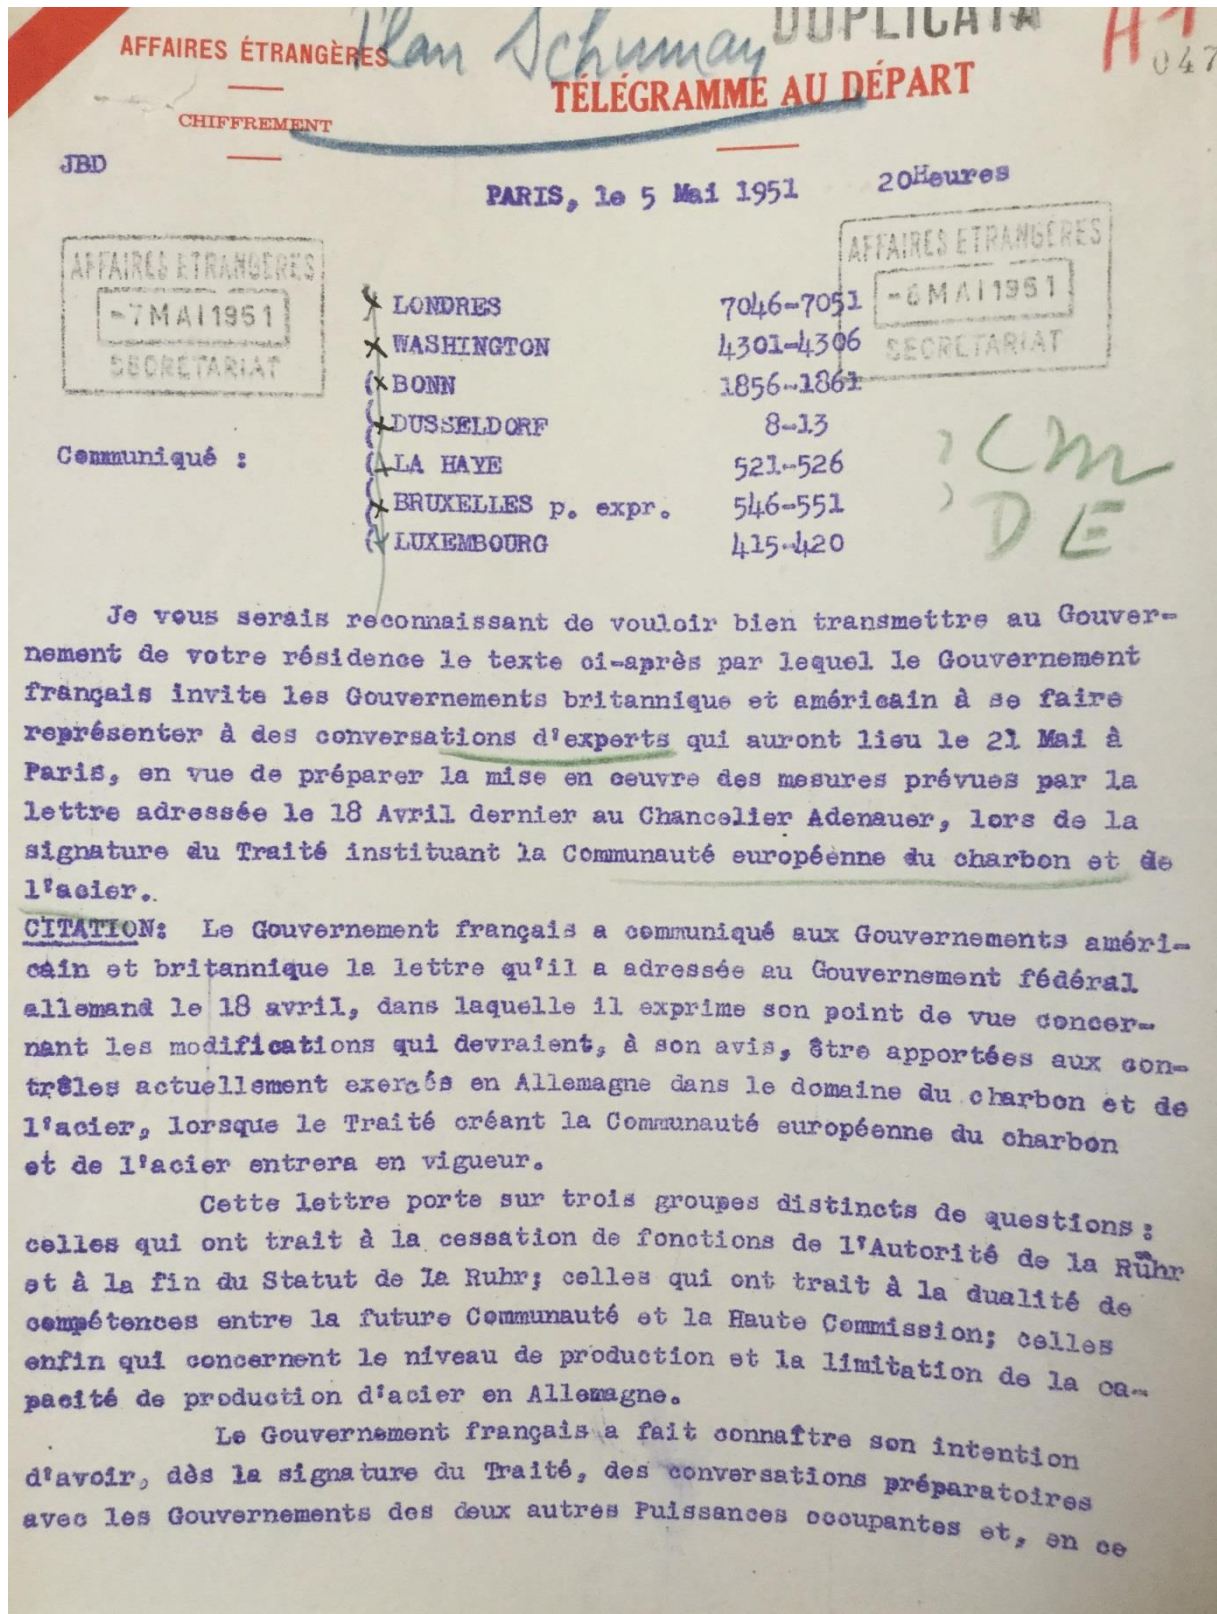 Plan Schuman
DUPLICATA
A1
047
AFFAIRES ÉTRANGÈRES
CHIFFREMENT
TÉLÉGRAMME AU DÉPART
JBD
PARIS, le 5 Mai 1951
20Heures
AFFAIRES ETRANGÈRES
-7 MAI 1951
SECRETARIAT
AFFAIRES ETRANGÈRES
-6 MAI 1951
SECRETARIAT
LONDRES 7046-7051
WASHINGTON 4301-4306
BONN 1856-1861
DUSSELDORF 8-13
Communiqué : LA HAYE 521-526
BRUXELLES p. expr. 546-551
LUXEMBOURG 415-420
CM
DE
Je vous serais reconnaissant de vouloir bien transmettre au Gouver-
nement de votre résidence le texte ci-après par lequel le Gouvernement
français invite les Gouvernements britannique et américain à se faire
représenter à des conversations d'experts qui auront lieu le 21 Mai à
Paris, en vue de préparer la mise en oeuvre des mesures prévues par la
lettre adressée le 18 Avril dernier au Chancelier Adenauer, lors de la
signature du Traité instituant la Communauté européenne du charbon et de
l'acier.
CITATION: Le Gouvernement français a communiqué aux Gouvernements améri-
cain et britannique la lettre qu'il a adressée au Gouvernement fédéral
allemand le 18 avril, dans laquelle il exprime son point de vue concer-
nant les modifications qui devraient, à son avis, être apportées aux con-
trôles actuellement exercés en Allemagne dans le domaine du charbon et de
l'acier, lorsque le Traité créant la Communauté européenne du charbon
et de l'acier entrera en vigueur.
Cette lettre porte sur trois groupes distincts de questions :
celles qui ont trait à la cessation de fonctions de l'Autorité de la Ruhr
et à la fin du Statut de la Ruhr; celles qui ont trait à la dualité de
compétences entre la future Communauté et la Haute Commission; celles
enfin qui concernent le niveau de production et la limitation de la ca-
pacité de production d'acier en Allemagne.
Le Gouvernement français a fait connaître son intention
d'avoir, dès la signature du Traité, des conversations préparatoires
avec les Gouvernements des deux autres Puissances occupantes et, en ce